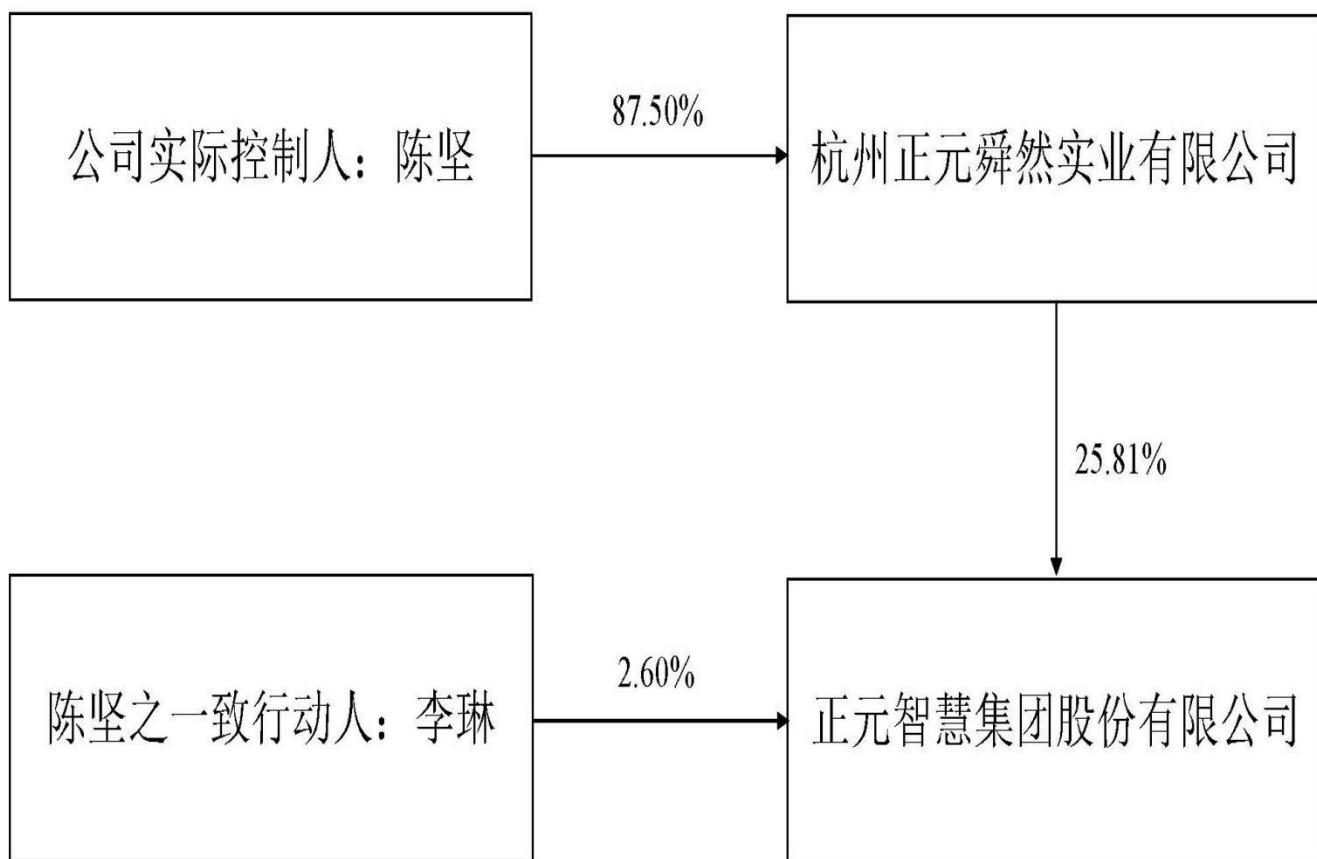 公司实际控制人：陈坚
87.50%
杭州正元舜然实业有限公司
25.81%
陈坚之一致行动人：李琳
2.60%
正元智慧集团股份有限公司